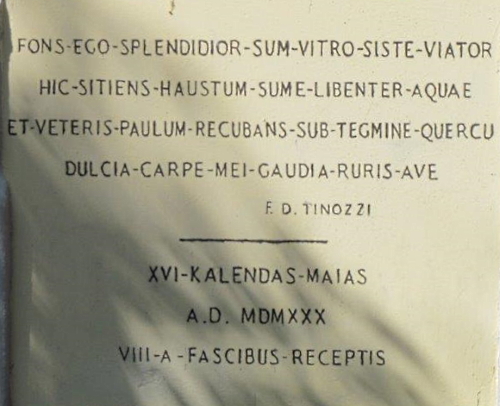 FONS-EGO-SPLENDIDIOR-SUM-VITRO-SISTE-VIATOR
HIC-SITIENS-HAUSTUM-SUME-LIBENTER-AQUAE
ET-VETERIS-PAULUM-RECUBANS-SUB-TEGMINE-QUERCU
DULCIA-CARPE-MEI-GAUDIA-RURIS-AVE
F. D. TINOZZI
XVI-KALENDAS-MAIAS
A.D. MDMXXX
VIII-A-FASCIBUS-RECEPTIS